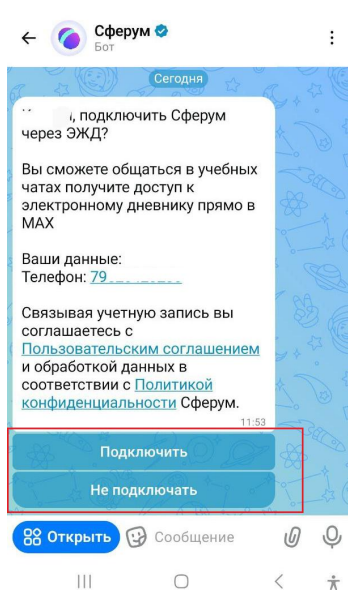 Сферум
Бот
Сегодня
, подключить Сферум
через ЭЖД?
Вы сможете общаться в учебных
чатах получите доступ к
электронному дневнику прямо в
MAX
Ваши данные:
Телефон: 79
Связывая учетную запись вы
соглашаетесь с
Пользовательским соглашением
и обработкой данных в
соответствии с Политикой
конфиденциальности Сферум.
11:53
Подключить
Не подключать
Открыть Сообщение